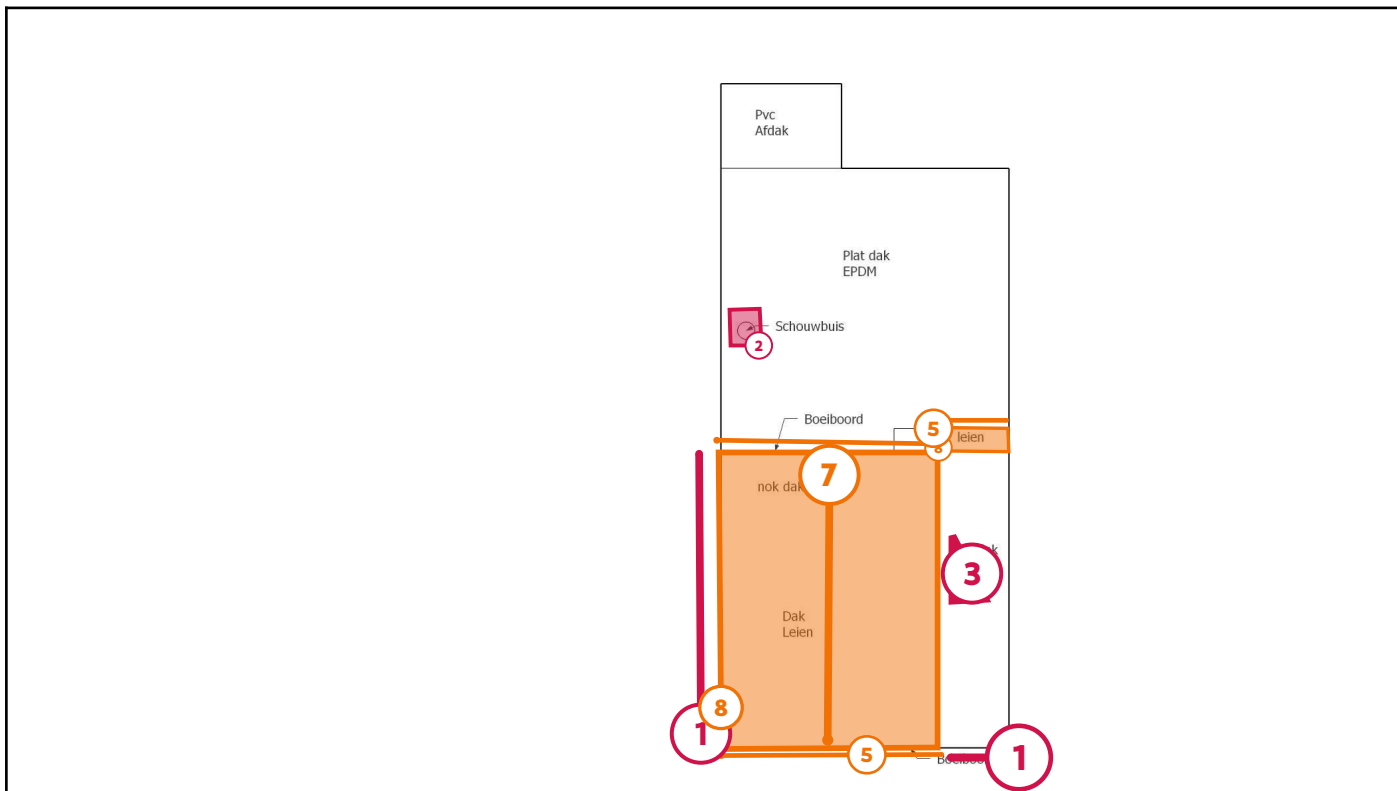 Pvc
Afdak
Plat dak
EPDM
Schouwbuis
2
Boeiboord
5
leien
8
7
nok dak
3
Dak
Leien
8
1
5
1